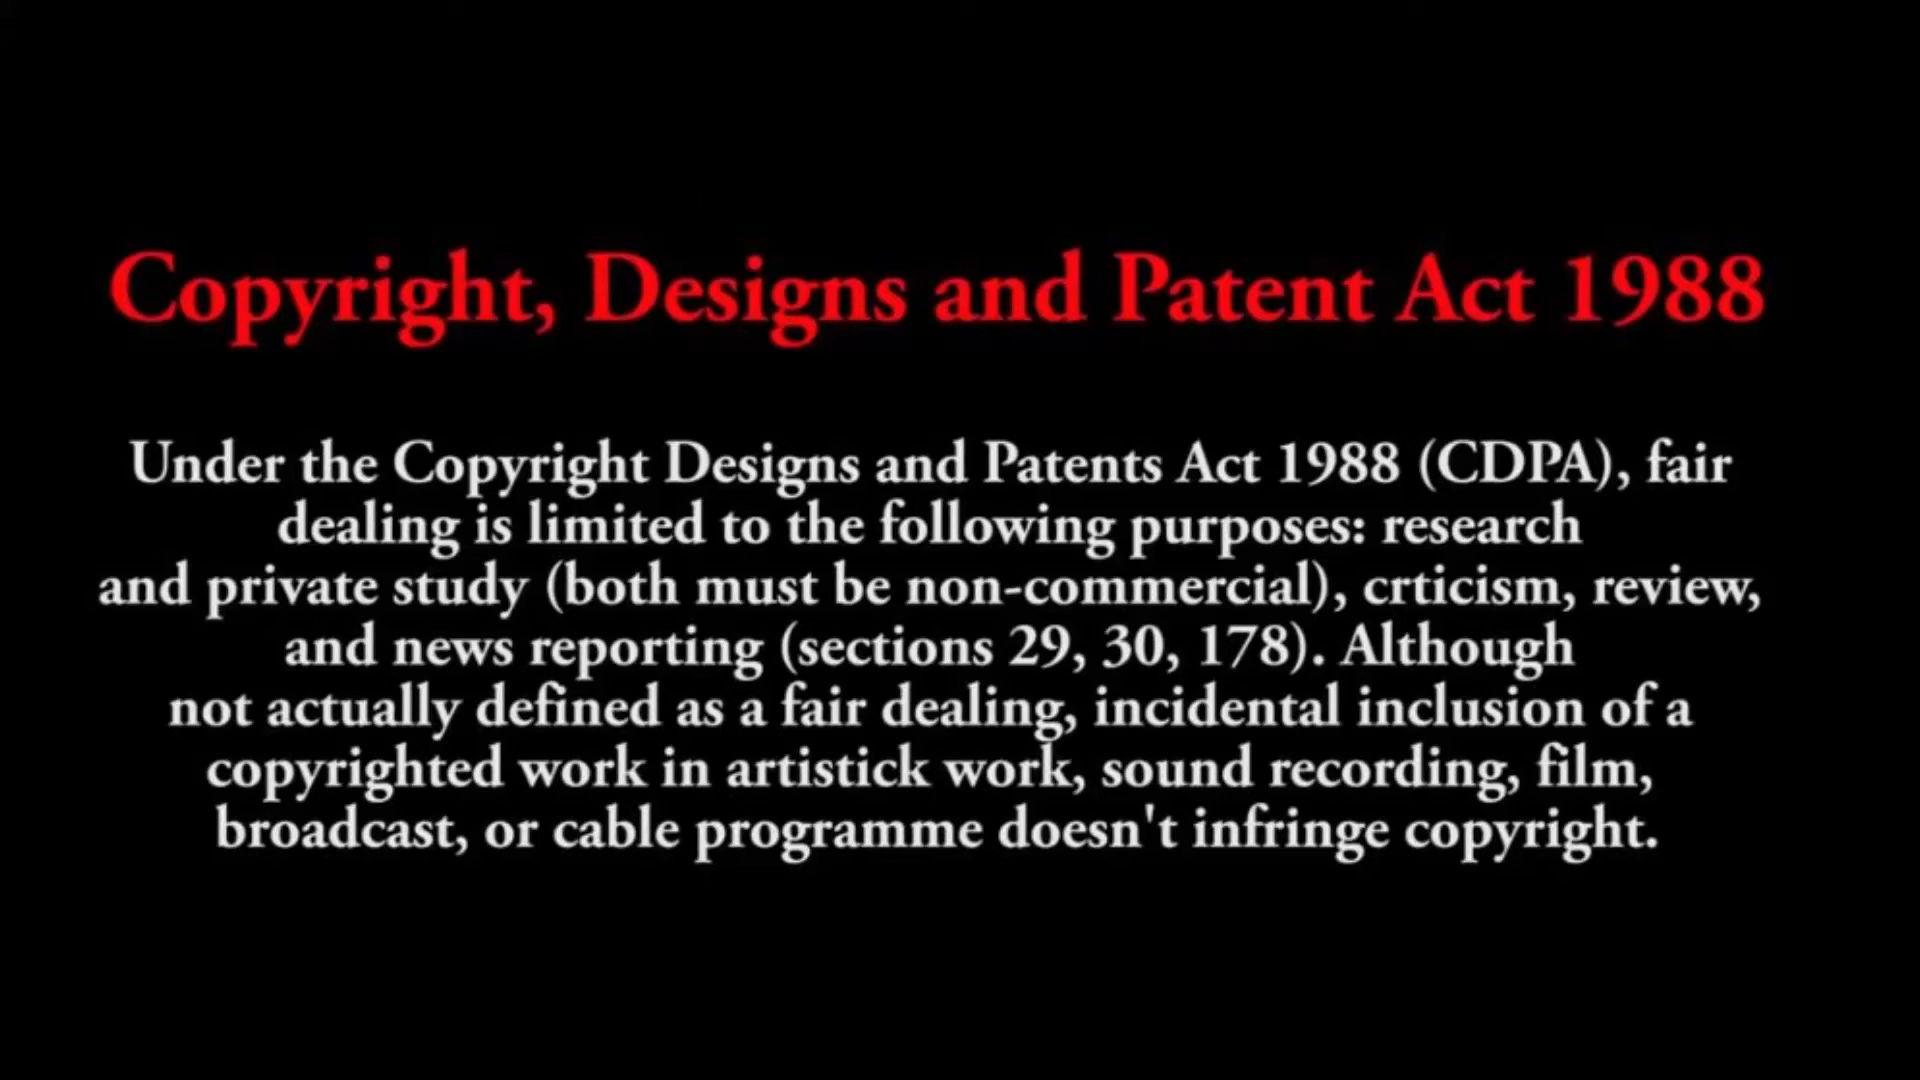 Copyright, Designs and Patent Act 1988
Under the Copyright Designs and Patents Act 1988 (CDPA), fair
dealing is limited to the following purposes: research
and private study (both must be non-commercial), crticism, review,
and news reporting (sections 29, 30, 178). Although
not actually defined as a fair dealing, incidental inclusion of a
copyrighted work in artistick work, sound recording, film,
broadcast, or cable programme doesn't infringe copyright.